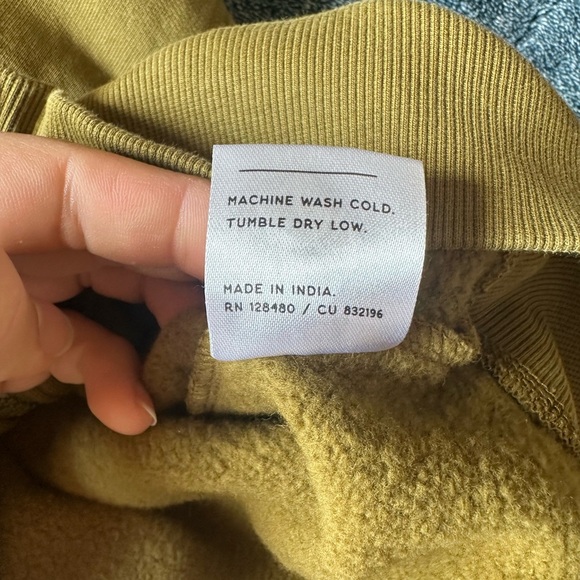 MACHINE WASH COLD.
TUMBLE DRY LOW.
MADE IN INDIA.
RN 128480 / CU 832196